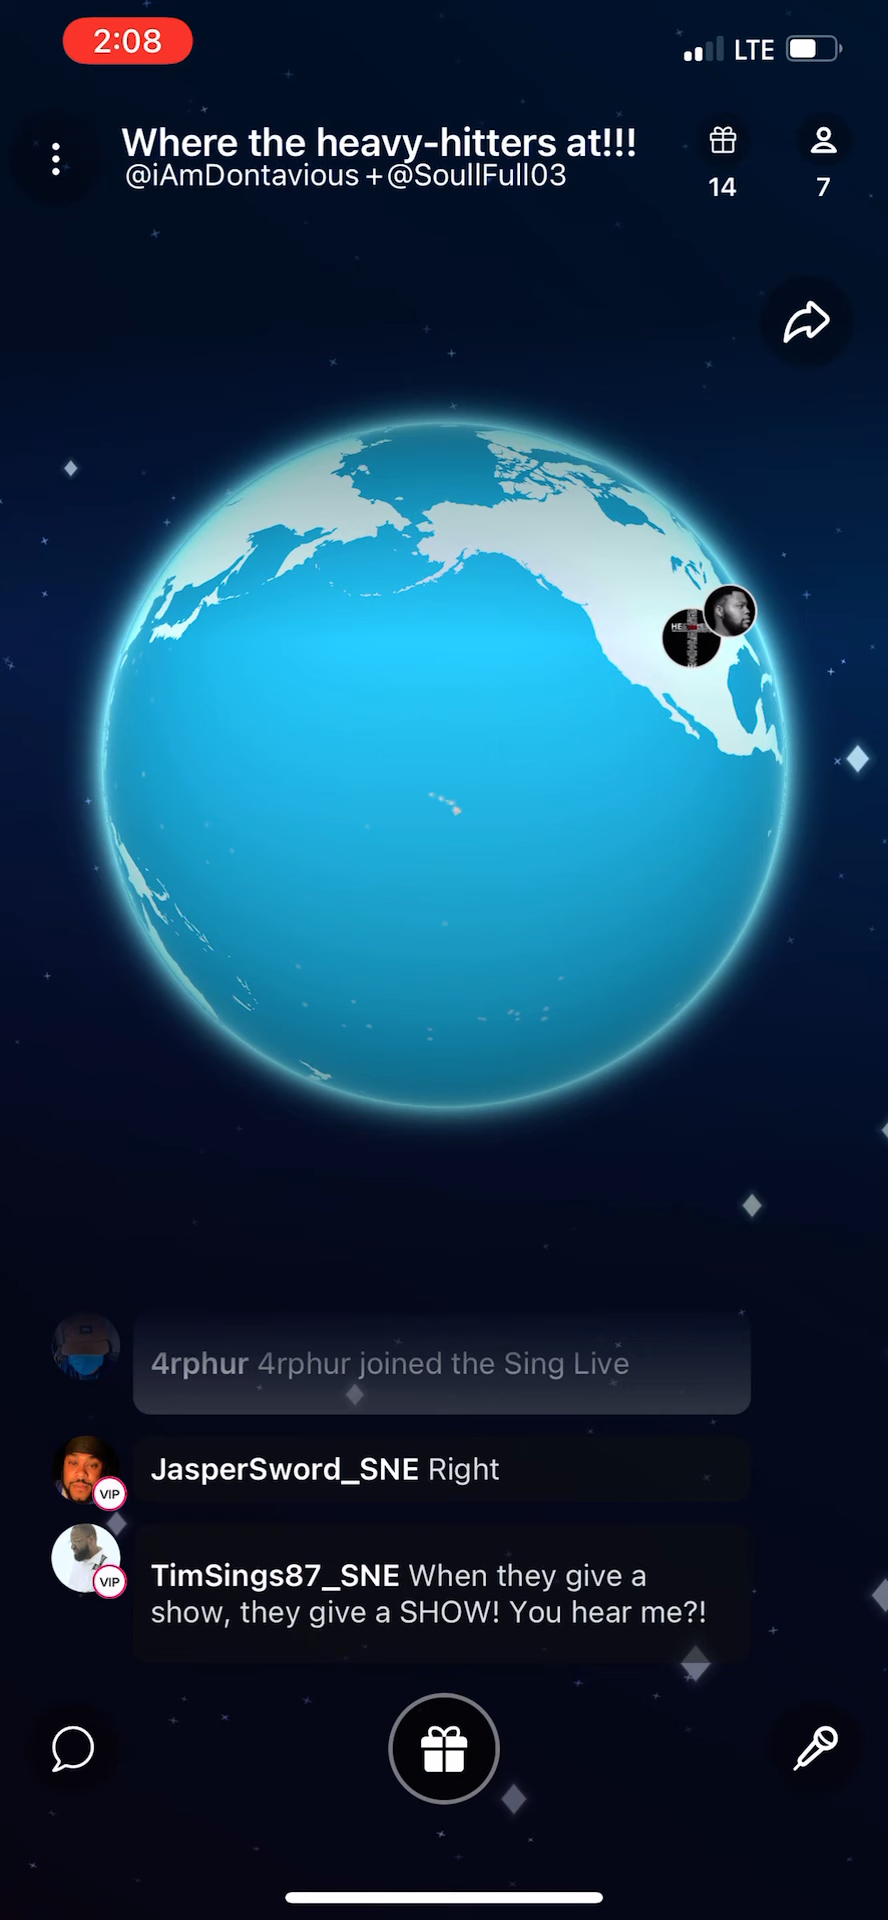 2:08
LTE
Where the heavy-hitters at!!!
@iAmDontavious + @SoullFull03
14
7
HE
4rphur 4rphur joined the Sing Live
JasperSword_SNE Right
VIP
TimSings87_SNE When they give a
show, they give a SHOW! You hear me?!
VIP